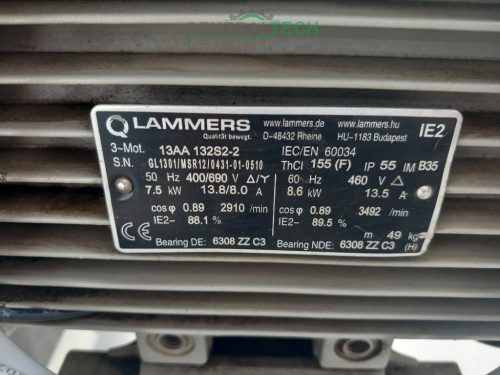 LAMMERS
Qualität bewegt.
www.lammers.de
D-48432 Rheine
www.lammers.hu
HU-1183 Budapest
IE2
3~Mot. 13AA 132S2-2 IEC/EN 60034
S.N. GL1301/MSR12/0431-01-0510 ThCl 155 (F) IP 55 IM B35
50 Hz 400/690 V Δ/Y 60 Hz 460 V Δ
7.5 kW 13.8/8.0 A 8.6 kW 13.5 A
cos φ 0.89 2910 /min cos φ 0.89 3492 /min
IE2- 88.1 % IE2- 89.5 %
CE m 49 kg
Bearing DE: 6308 ZZ C3 Bearing NDE: 6308 ZZ C3 (H)